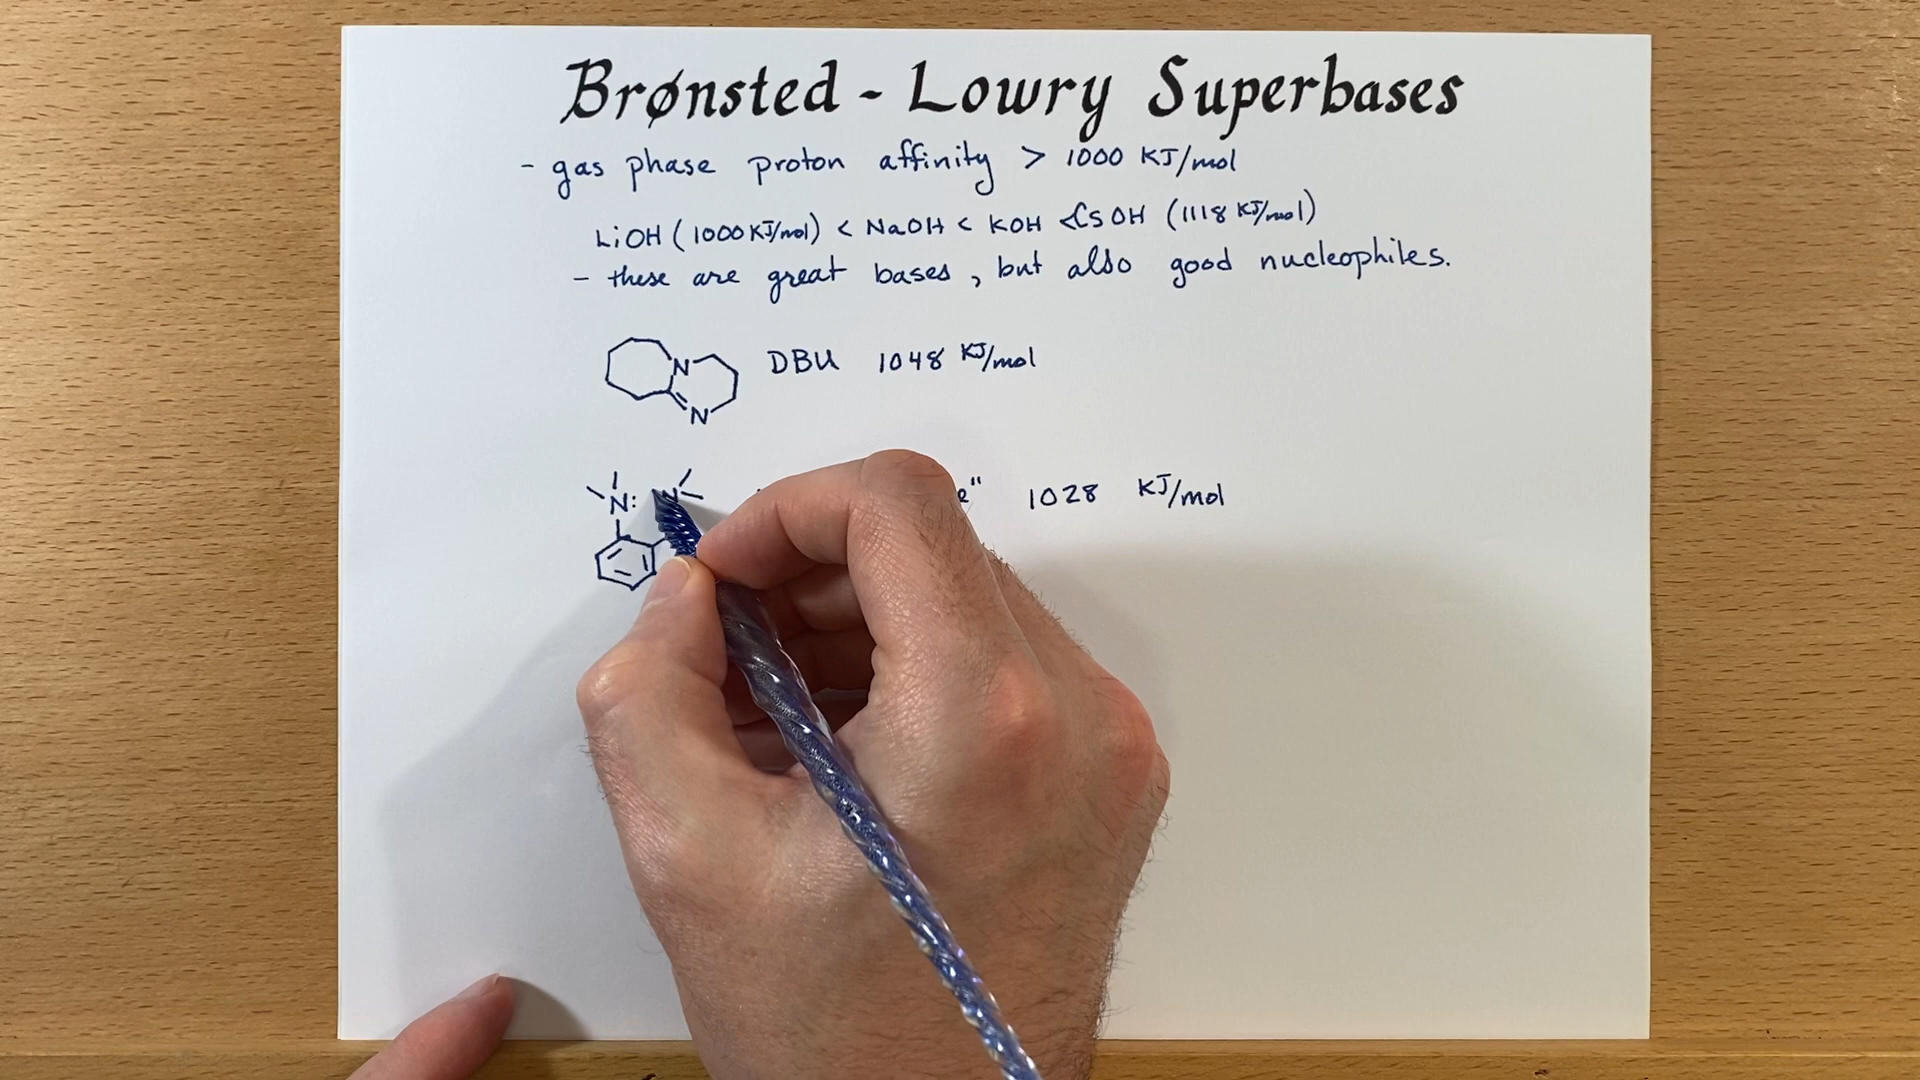 Brønsted - Lowry Superbases
- gas phase proton affinity > 1000 KJ/mol
LiOH (1000 KJ/mol) < NaOH < KOH < CsOH (1118 KJ/mol)
- these are great bases, but also good nucleophiles.
N
N
DBU 1048 KJ/mol
N: N
1028 KJ/mol